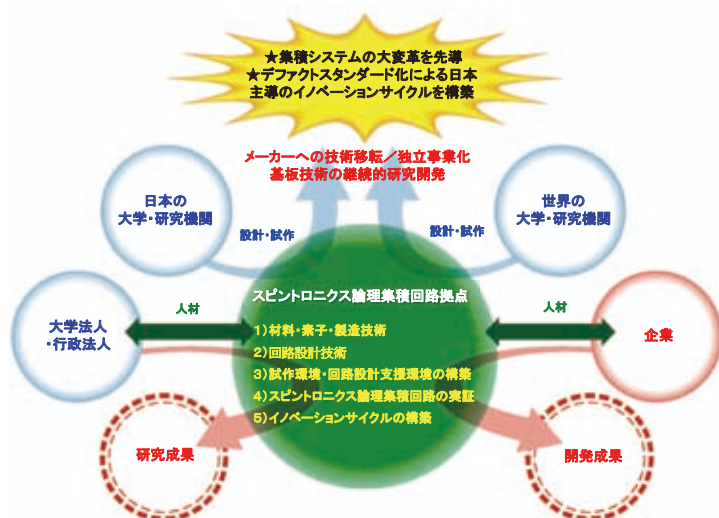 ★集積システムの大変革を先導
★デファクトスタンダード化による日本
主導のイノベーションサイクルを構築
メーカーへの技術移転／独立事業化
基板技術の継続的研究開発
日本の
大学・研究機関
設計・試作
設計・試作
世界の
大学・研究機関
大学法人
・行政法人
人材
スピントロニクス論理集積回路拠点
1)材料・素子・製造技術
2)回路設計技術
3)試作環境・回路設計支援環境の構築
4)スピントロニクス論理集積回路の実証
5)イノベーションサイクルの構築
人材
企業
研究成果
開発成果